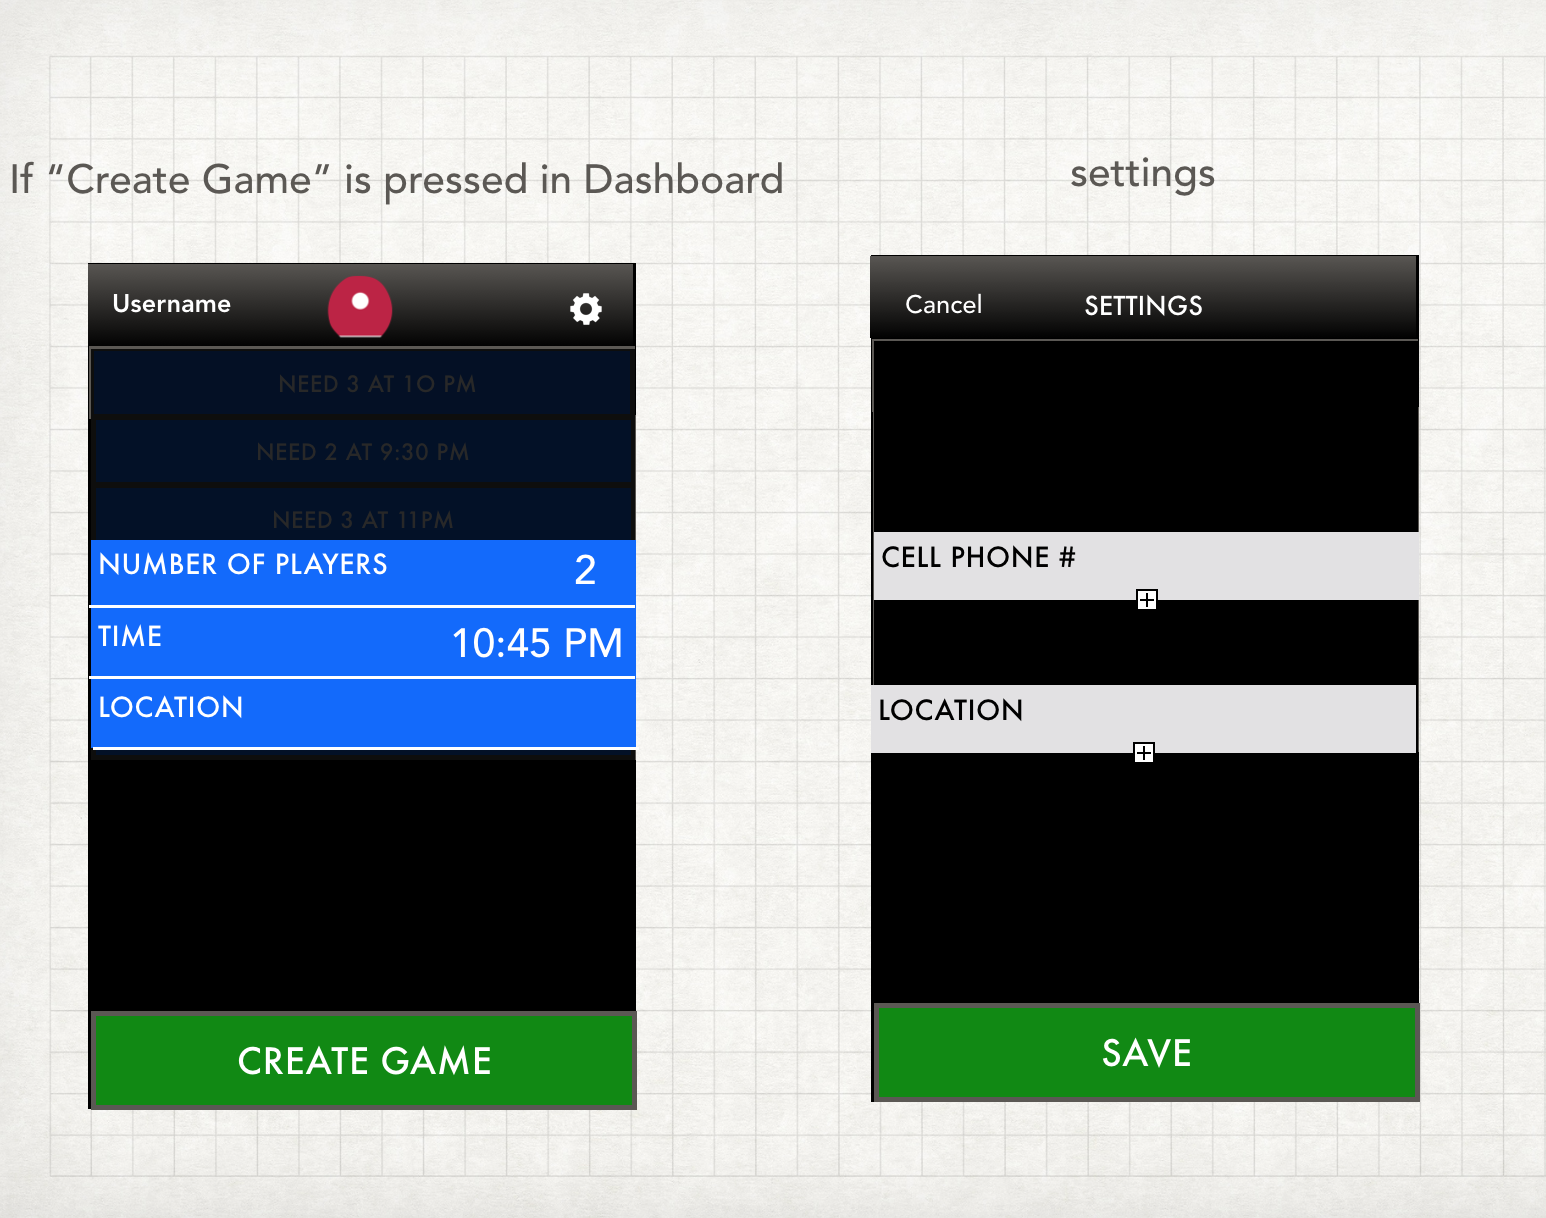 If “Create Game” is pressed in Dashboard
Username
NEED 3 AT 1O PM
NEED 2 AT 9:30 PM
NEED 3 AT 11PM
NUMBER OF PLAYERS 2
TIME 10:45 PM
LOCATION
CREATE GAME
settings
Cancel SETTINGS
CELL PHONE #
LOCATION
SAVE